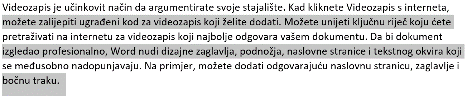 Videozapis je učinkovit način da argumentirate svoje stajalište. Kad kliknete Videozapis s interneta,
možete zalijepiti ugrađeni kod za videozapis koji želite dodati. Možete unijeti ključnu riječ koju ćete
pretraživati na internetu za videozapis koji najbolje odgovara vašem dokumentu. Da bi dokument
izgledao profesionalno, Word nudi dizajne zaglavlja, podnožja, naslovne stranice i tekstnog okvira koji
se međusobno nadopunjavaju. Na primjer, možete dodati odgovarajuću naslovnu stranicu, zaglavlje i
bočnu traku.